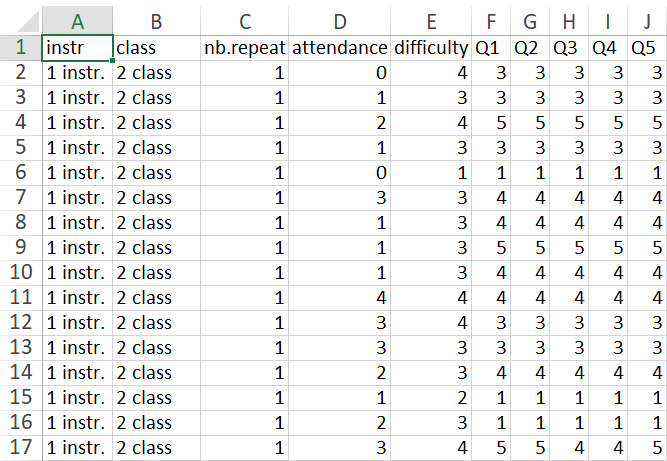 A B C D E F G H I J
1 instr class nb.repeat attendance difficulty Q1 Q2 Q3 Q4 Q5
2 1 instr. 2 class 1 0 4 3 3 3 3 3
3 1 instr. 2 class 1 1 3 3 3 3 3 3
4 1 instr. 2 class 1 2 4 5 5 5 5 5
5 1 instr. 2 class 1 1 3 3 3 3 3 3
6 1 instr. 2 class 1 0 1 1 1 1 1 1
7 1 instr. 2 class 1 3 3 4 4 4 4 4
8 1 instr. 2 class 1 1 3 4 4 4 4 4
9 1 instr. 2 class 1 1 3 5 5 5 5 5
10 1 instr. 2 class 1 1 3 4 4 4 4 4
11 1 instr. 2 class 1 4 4 4 4 4 4 4
12 1 instr. 2 class 1 3 4 3 3 3 3 3
13 1 instr. 2 class 1 3 3 3 3 3 3 3
14 1 instr. 2 class 1 2 3 4 4 4 4 4
15 1 instr. 2 class 1 1 2 1 1 1 1 1
16 1 instr. 2 class 1 2 3 1 1 1 1 1
17 1 instr. 2 class 1 3 4 5 5 4 4 5